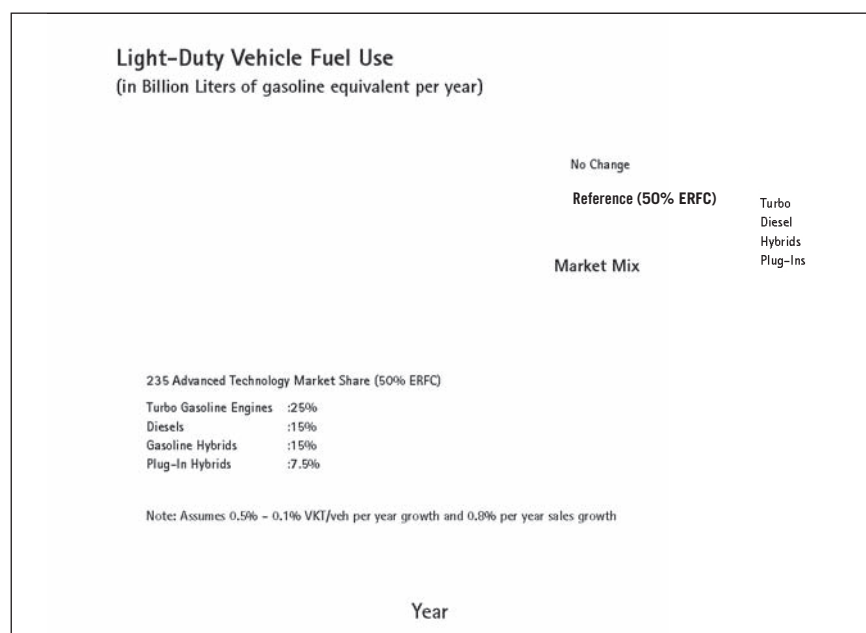 Light-Duty Vehicle Fuel Use
(in Billion Liters of gasoline equivalent per year)
No Change
Reference (50% ERFC)
Turbo
Diesel
Hybrids
Plug-Ins
Market Mix
235 Advanced Technology Market Share (50% ERFC)
Turbo Gasoline Engines :25%
Diesels :15%
Gasoline Hybrids :15%
Plug-In Hybrids :7.5%
Note: Assumes 0.5% - 0.1% VKT/veh per year growth and 0.8% per year sales growth
Year